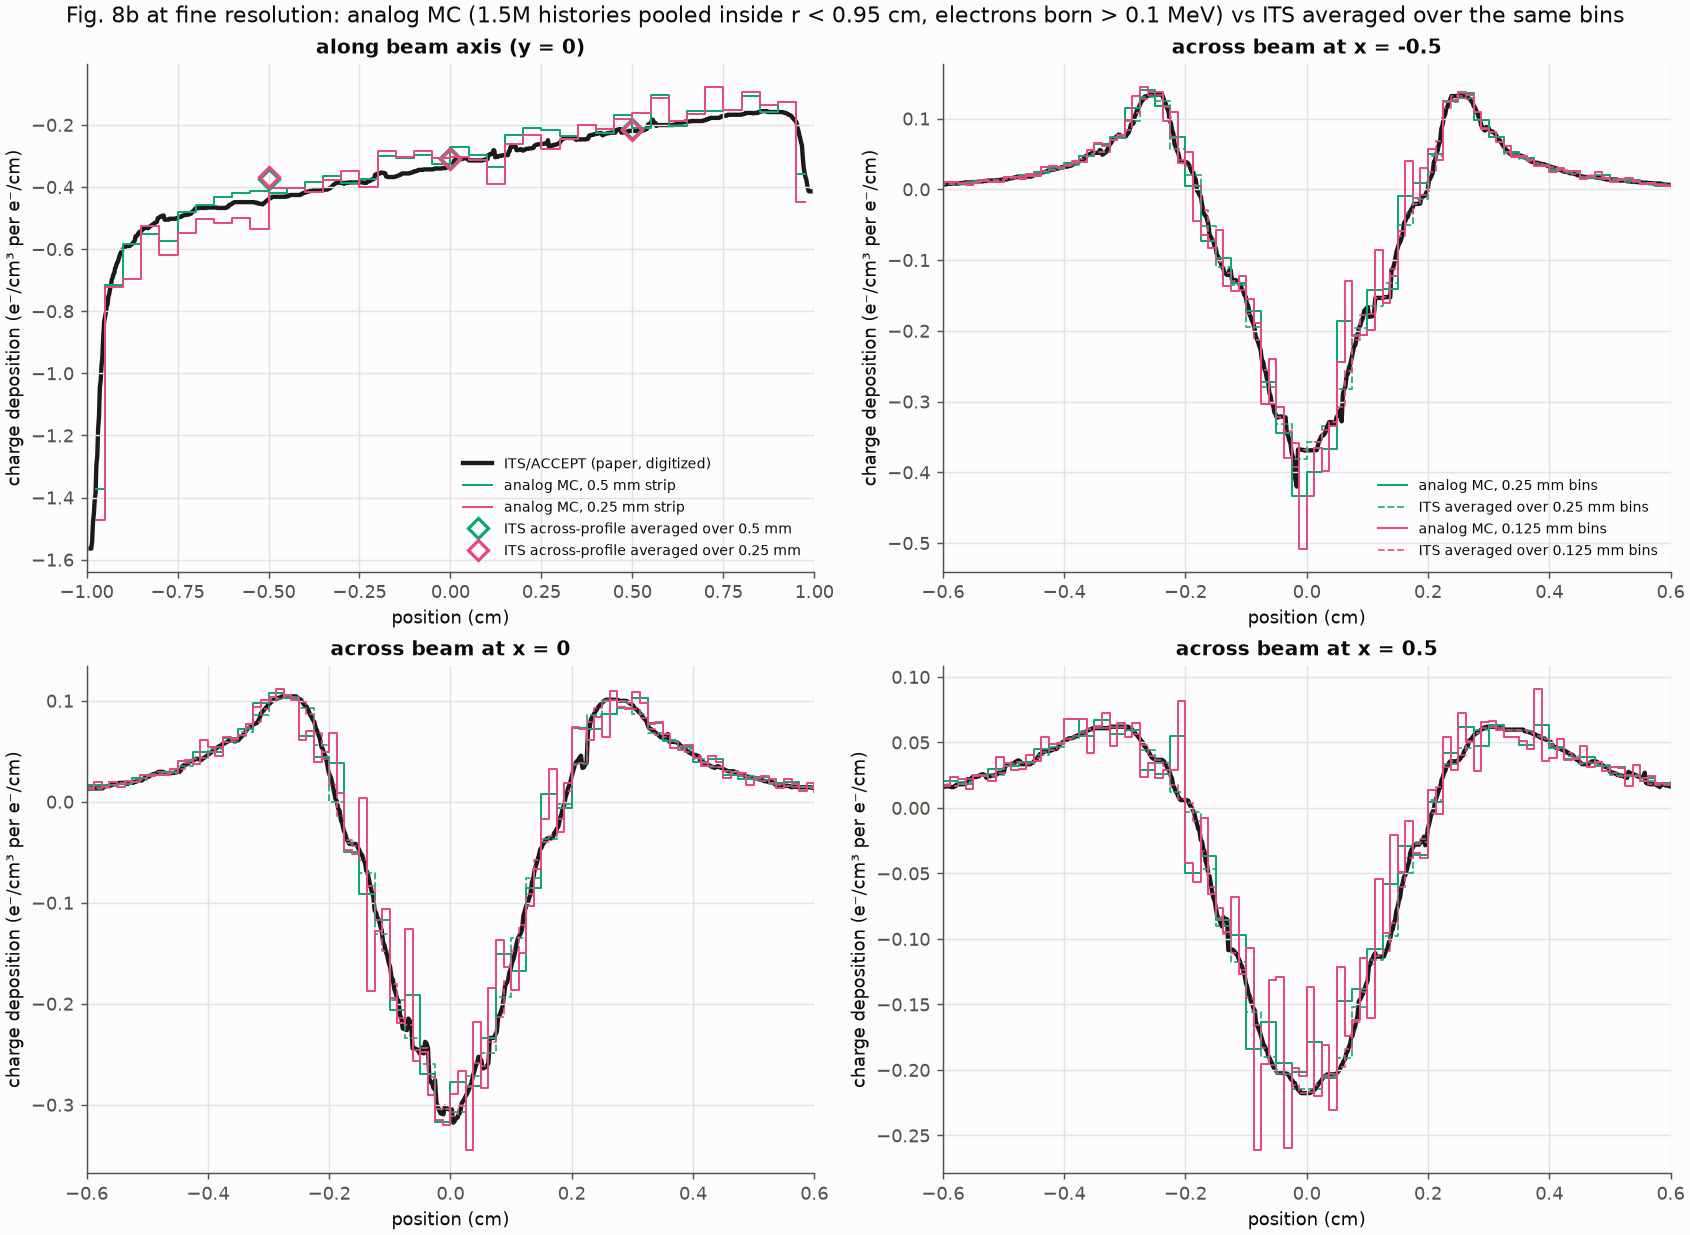 Fig. 8b at fine resolution: analog MC (1.5M histories pooled inside r < 0.95 cm, electrons born > 0.1 MeV) vs ITS averaged over the same bins
along beam axis (y = 0)
charge deposition (e⁻/cm³ per e⁻/cm)
−0.2
−0.4
−0.6
−0.8
−1.0
−1.2
−1.4
−1.6
ITS/ACCEPT (paper, digitized)
analog MC, 0.5 mm strip
analog MC, 0.25 mm strip
ITS across-profile averaged over 0.5 mm
ITS across-profile averaged over 0.25 mm
−1.00 −0.75 −0.50 −0.25 0.00 0.25 0.50 0.75 1.00
position (cm)
across beam at x = -0.5
charge deposition (e⁻/cm³ per e⁻/cm)
0.1
0.0
−0.1
−0.2
−0.3
−0.4
−0.5
analog MC, 0.25 mm bins
ITS averaged over 0.25 mm bins
analog MC, 0.125 mm bins
ITS averaged over 0.125 mm bins
−0.6 −0.4 −0.2 0.0 0.2 0.4 0.6
position (cm)
across beam at x = 0
charge deposition (e⁻/cm³ per e⁻/cm)
0.1
0.0
−0.1
−0.2
−0.3
−0.6 −0.4 −0.2 0.0 0.2 0.4 0.6
position (cm)
across beam at x = 0.5
charge deposition (e⁻/cm³ per e⁻/cm)
0.10
0.05
0.00
−0.05
−0.10
−0.15
−0.20
−0.25
−0.6 −0.4 −0.2 0.0 0.2 0.4 0.6
position (cm)